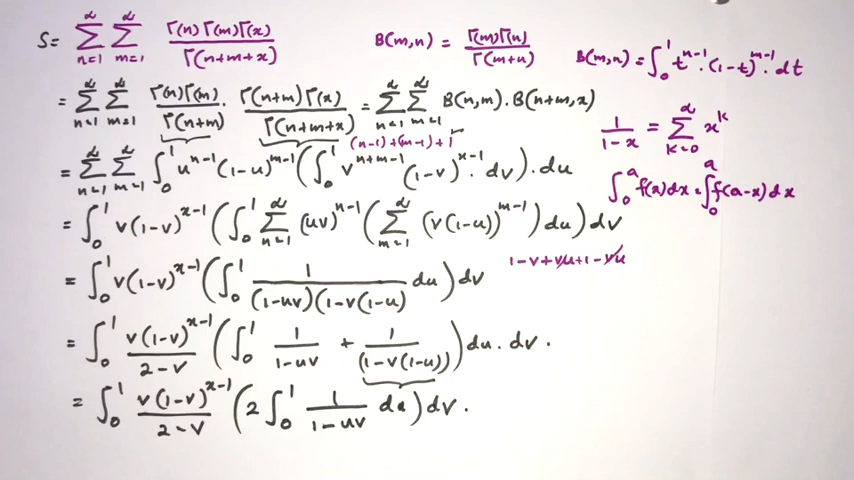 S = ∑_{n=1}^{∝} ∑_{m=1}^{∝} Γ(n) Γ(m) Γ(x) / Γ(n+m+x)
B(m,n) = Γ(m) Γ(n) / Γ(m+n)
B(m,n) = ∫_0^1 t^{n-1} · (1-t)^{m-1} · dt
= ∑_{n=1}^{∝} ∑_{m=1}^{∝} Γ(n) Γ(m) / Γ(n+m) · Γ(n+m) Γ(x) / Γ(n+m+x) = ∑_{n=1}^{∝} ∑_{m=1}^{∝} B(n,m) · B(n+m,x)
1 / (1-x) = ∑_{k=0}^{∝} x^k
(n-1) + (m-1) + 1
= ∑_{n=1}^{∝} ∑_{m=1}^{∝} ∫_0^1 u^{n-1} (1-u)^{m-1} ( ∫_0^1 v^{n+m-1} (1-v)^{x-1} · dv ) · du
∫_0^a f(x) dx = ∫_0^a f(a-x) dx
= ∫_0^1 v(1-v)^{x-1} ( ∫_0^1 ∑_{n=1}^{∝} (uv)^{n-1} ( ∑_{m=1}^{∝} (v(1-u))^{m-1} ) du ) dv
1-v+vu+1-vu
= ∫_0^1 v(1-v)^{x-1} ( ∫_0^1 1 / (1-uv)(1-v(1-u)) du ) dv
= ∫_0^1 v(1-v)^{x-1} / 2-v ( ∫_0^1 1 / 1-uv + 1 / (1-v(1-u)) ) du · dv ·
= ∫_0^1 v(1-v)^{x-1} / 2-v ( 2 ∫_0^1 1 / 1-uv du ) dv ·